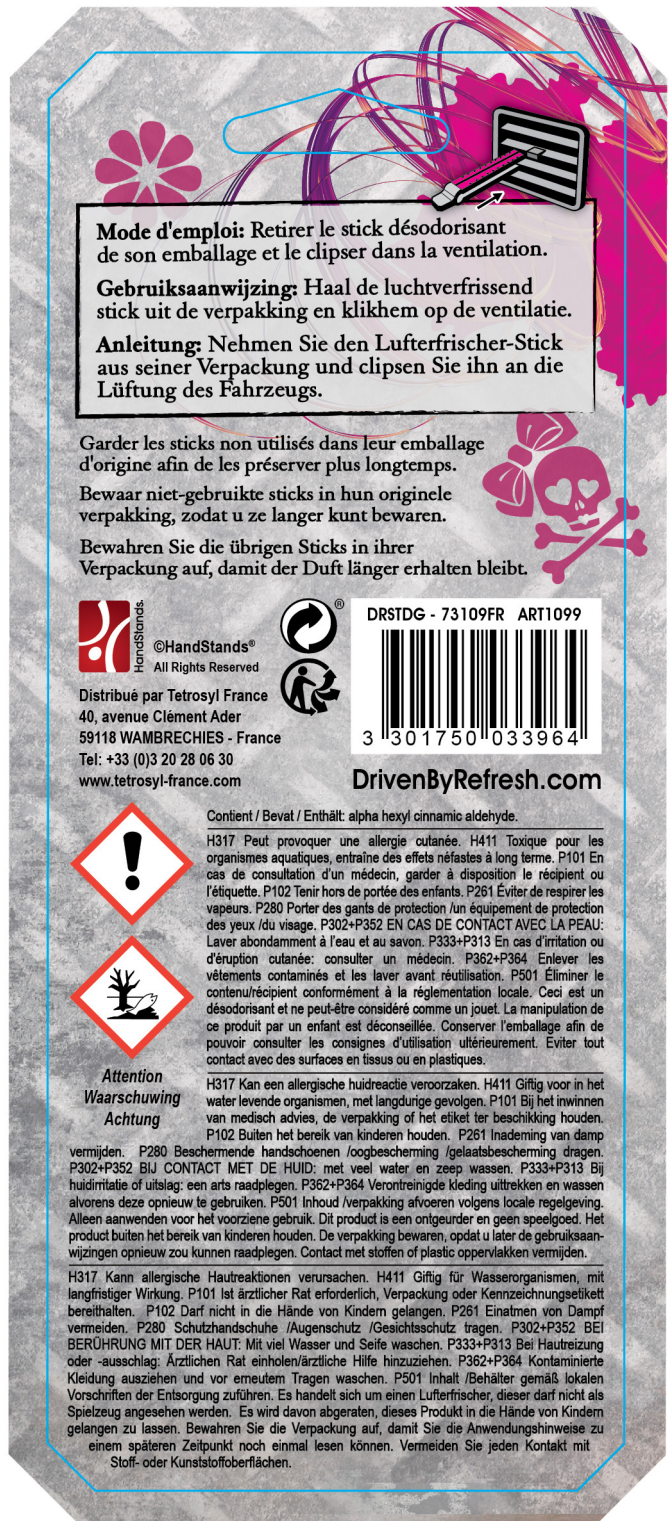 Mode d'emploi: Retirer le stick désodorisant
de son emballage et le clipser dans la ventilation.
Gebruiksaanwijzing: Haal de luchtverfrissend
stick uit de verpakking en klikhem op de ventilatie.
Anleitung: Nehmen Sie den Lufterfrischer-Stick
aus seiner Verpackung und clipsen Sie ihn an die
Lüftung des Fahrzeugs.
Garder les sticks non utilisés dans leur emballage
d'origine afin de les préserver plus longtemps.
Bewaar niet-gebruikte sticks in hun originele
verpakking, zodat u ze langer kunt bewaren.
Bewahren Sie die übrigen Sticks in ihrer
Verpackung auf, damit der Duft länger erhalten bleibt.
HandStands.
©HandStands®
All Rights Reserved
Distribué par Tetrosyl France
40, avenue Clément Ader
59118 WAMBRECHIES - France
Tel: +33 (0)3 20 28 06 30
www.tetrosyl-france.com
®
DRSTDG - 73109FR ART1099
3 301750 033964
DrivenByRefresh.com
Contient / Bevat / Enthält: alpha hexyl cinnamic aldehyde.
H317 Peut provoquer une allergie cutanée. H411 Toxique pour les
organismes aquatiques, entraîne des effets néfastes à long terme. P101 En
cas de consultation d'un médecin, garder à disposition le récipient ou
l'étiquette. P102 Tenir hors de portée des enfants. P261 Éviter de respirer les
vapeurs. P280 Porter des gants de protection /un équipement de protection
des yeux /du visage. P302+P352 EN CAS DE CONTACT AVEC LA PEAU:
Laver abondamment à l'eau et au savon. P333+P313 En cas d'irritation ou
d'éruption cutanée: consulter un médecin. P362+P364 Enlever les
vêtements contaminés et les laver avant réutilisation. P501 Éliminer le
contenu/récipient conformément à la réglementation locale. Ceci est un
désodorisant et ne peut-être considéré comme un jouet. La manipulation de
ce produit par un enfant est déconseillée. Conserver l'emballage afin de
pouvoir consulter les consignes d'utilisation ultérieurement. Eviter tout
contact avec des surfaces en tissus ou en plastiques.
Attention
Waarschuwing
Achtung
H317 Kan een allergische huidreactie veroorzaken. H411 Giftig voor in het
water levende organismen, met langdurige gevolgen. P101 Bij het inwinnen
van medisch advies, de verpakking of het etiket ter beschikking houden.
P102 Buiten het bereik van kinderen houden. P261 Inademing van damp
vermijden. P280 Beschermende handschoenen /oogbescherming /gelaatsbescherming dragen.
P302+P352 BIJ CONTACT MET DE HUID: met veel water en zeep wassen. P333+P313 Bij
huidirritatie of uitslag: een arts raadplegen. P362+P364 Verontreinigde kleding uittrekken en wassen
alvorens deze opnieuw te gebruiken. P501 Inhoud /verpakking afvoeren volgens locale regelgeving.
Alleen aanwenden voor het voorziene gebruik. Dit product is een ontgeurder en geen speelgoed. Het
product buiten het bereik van kinderen houden. De verpakking bewaren, opdat u later de gebruiksaan-
wijzingen opnieuw zou kunnen raadplegen. Contact met stoffen of plastic oppervlakken vermijden.
H317 Kann allergische Hautreaktionen verursachen. H411 Giftig für Wasserorganismen, mit
langfristiger Wirkung. P101 Ist ärztlicher Rat erforderlich, Verpackung oder Kennzeichnungsetikett
bereithalten. P102 Darf nicht in die Hände von Kindern gelangen. P261 Einatmen von Dampf
vermeiden. P280 Schutzhandschuhe /Augenschutz /Gesichtsschutz tragen. P302+P352 BEI
BERÜHRUNG MIT DER HAUT: Mit viel Wasser und Seife waschen. P333+P313 Bei Hautreizung
oder -ausschlag: Ärztlichen Rat einholen/ärztliche Hilfe hinzuziehen. P362+P364 Kontaminierte
Kleidung ausziehen und vor erneutem Tragen waschen. P501 Inhalt /Behälter gemäß lokalen
Vorschriften der Entsorgung zuführen. Es handelt sich um einen Lufterfrischer, dieser darf nicht als
Spielzeug angesehen werden. Es wird davon abgeraten, dieses Produkt in die Hände von Kindern
gelangen zu lassen. Bewahren Sie die Verpackung auf, damit Sie die Anwendungshinweise zu
einem späteren Zeitpunkt noch einmal lesen können. Vermeiden Sie jeden Kontakt mit
Stoff- oder Kunststoffoberflächen.